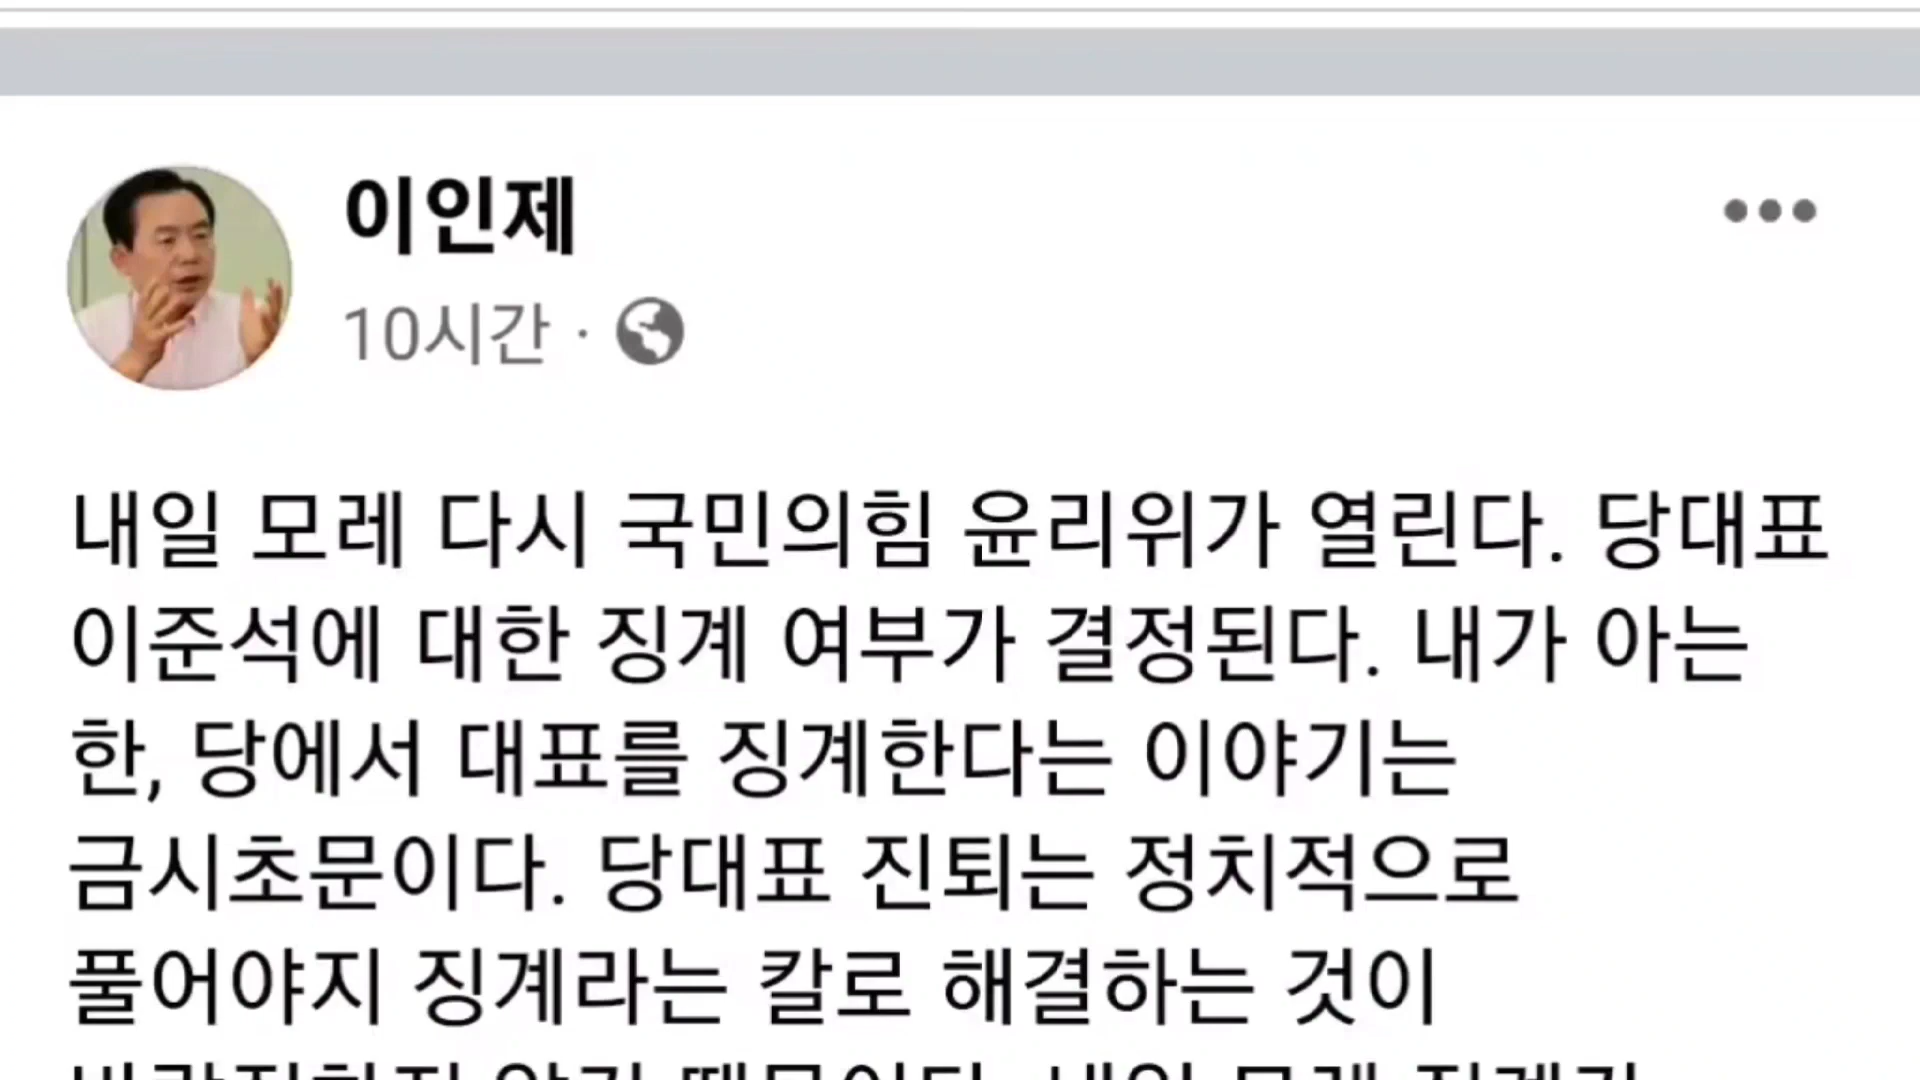 이인제
10시간 ·
내일 모레 다시 국민의힘 윤리위가 열린다. 당대표
이준석에 대한 징계 여부가 결정된다. 내가 아는
한, 당에서 대표를 징계한다는 이야기는
금시초문이다. 당대표 진퇴는 정치적으로
풀어야지 징계라는 칼로 해결하는 것이